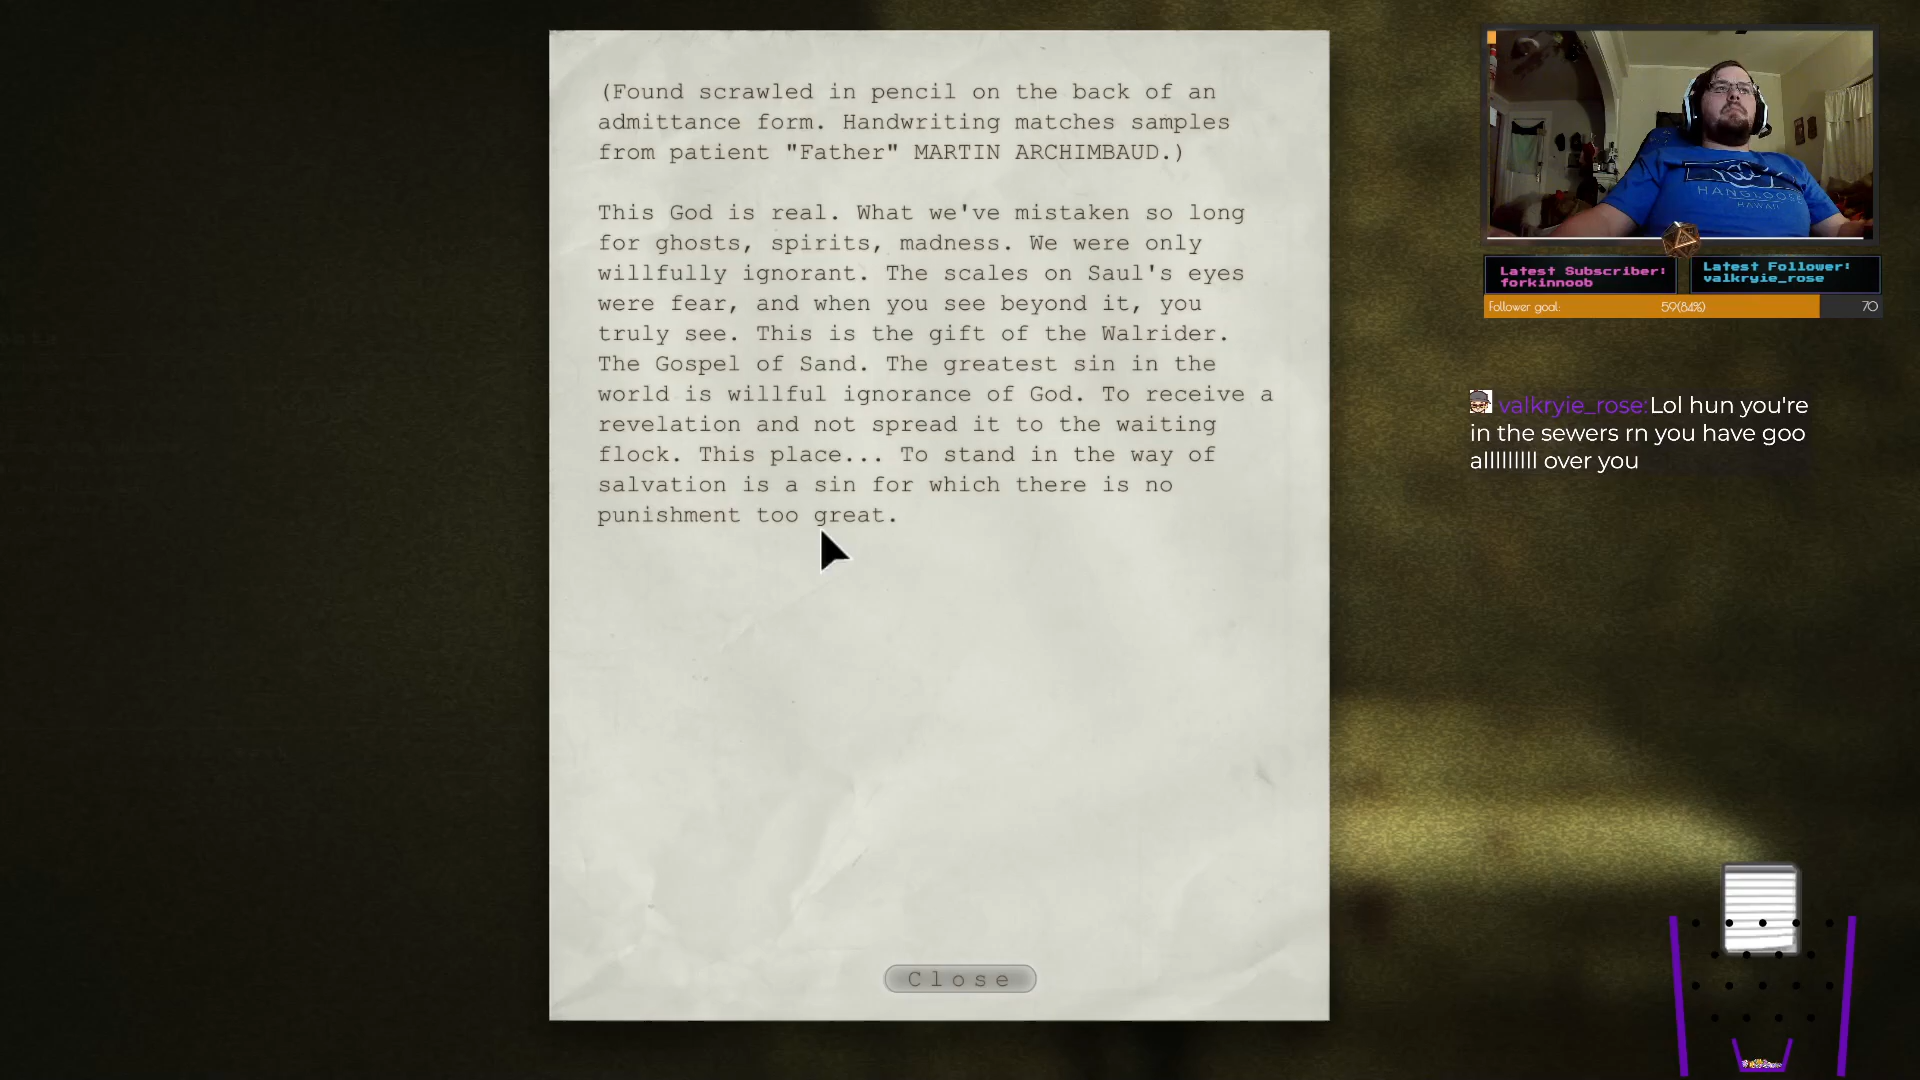 (Found scrawled in pencil on the back of an
admittance form. Handwriting matches samples
from patient "Father" MARTIN ARCHIMBAUD.)
This God is real. What we've mistaken so long
for ghosts, spirits, madness. We were only
willfully ignorant. The scales on Saul's eyes
were fear, and when you see beyond it, you
truly see. This is the gift of the Walrider.
The Gospel of Sand. The greatest sin in the
world is willful ignorance of God. To receive a
revelation and not spread it to the waiting
flock. This place... To stand in the way of
salvation is a sin for which there is no
punishment too great.
Close
HANGLOOSE
HAWAII
Latest Subscriber:
forkinnoob
Latest Follower:
valkryie_rose
Follower goal: 59(84%) 70
valkryie_rose:Lol hun you're
in the sewers rn you have goo
alllllllll over you